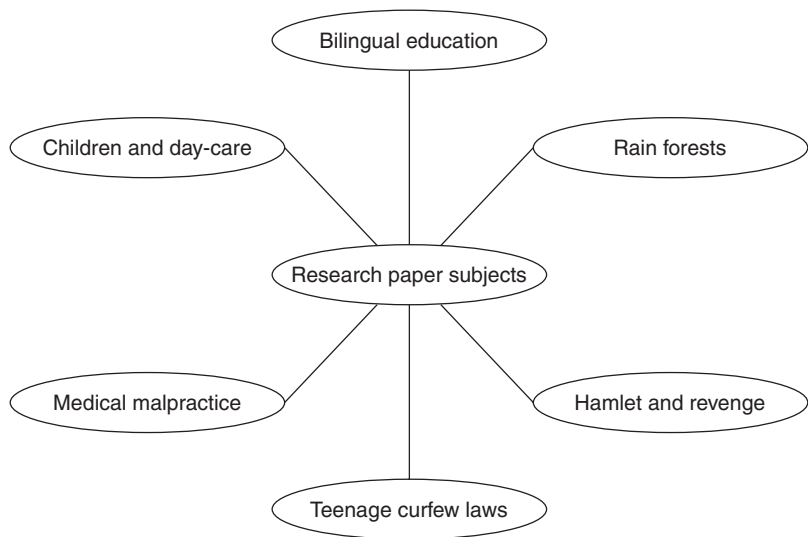 Bilingual education
Children and day-care
Rain forests
Research paper subjects
Medical malpractice
Hamlet and revenge
Teenage curfew laws